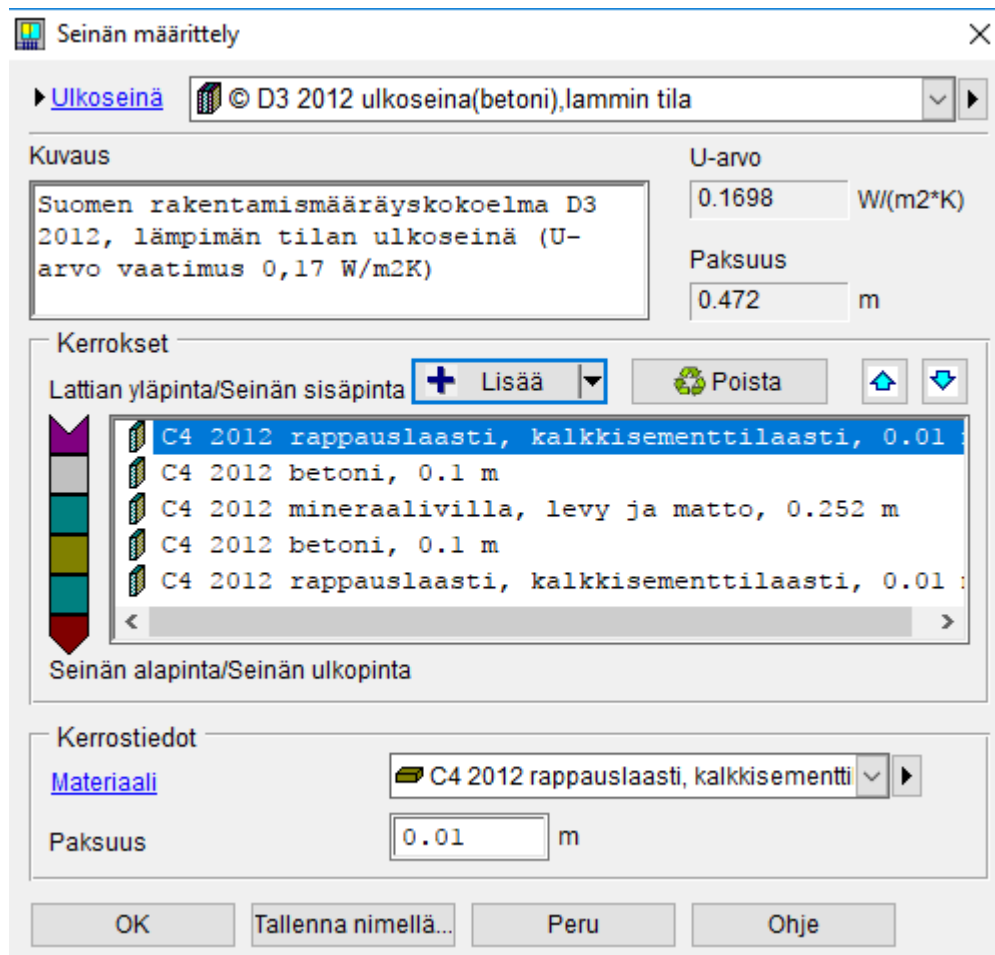 Seinän määrittely
Ulkoseinä © D3 2012 ulkoseina(betoni),lammin tila
Kuvaus
U-arvo
Suomen rakentamismääräyskokoelma D3
2012, lämpimän tilan ulkoseinä (U-
arvo vaatimus 0,17 W/m2K)
0.1698 W/(m2*K)
Paksuus
0.472 m
Kerrokset
Lattian yläpinta/Seinän sisäpinta Lisää Poista
C4 2012 rappauslaasti, kalkkisementtilaasti, 0.01
C4 2012 betoni, 0.1 m
C4 2012 mineraalivilla, levy ja matto, 0.252 m
C4 2012 betoni, 0.1 m
C4 2012 rappauslaasti, kalkkisementtilaasti, 0.01
Seinän alapinta/Seinän ulkopinta
Kerrostiedot
Materiaali C4 2012 rappauslaasti, kalkkisementti
Paksuus 0.01 m
OK Tallenna nimellä... Peru Ohje